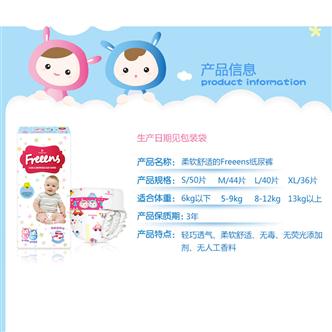 产品信息
product information
生产日期见包装袋
产品名称： 柔软舒适的Freeens纸尿裤
产品规格： S/50片 M/44片 L/40片 XL/36片
适合体重： 6kg以下 5-9kg 8-12kg 13kg以上
产品保质期： 3年
产品特点： 轻巧透气、柔软舒适、无毒、无荧光添加
剂、无人工香料
Freeens